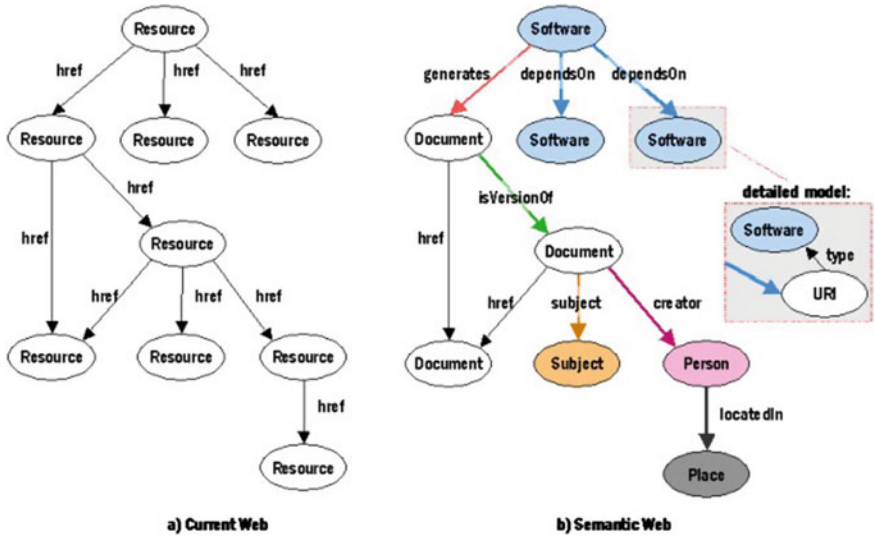 Resource
href
href
href
Resource
Resource
Resource
href
href
Resource
href
href
href
Resource
Resource
Resource
href
Resource
a) Current Web
Software
generates
dependsOn
dependsOn
Document
Software
Software
isVersionOf
href
Document
href
subject
creator
Document
Subject
Person
locatedIn
Place
detailed model:
Software
type
URI
b) Semantic Web